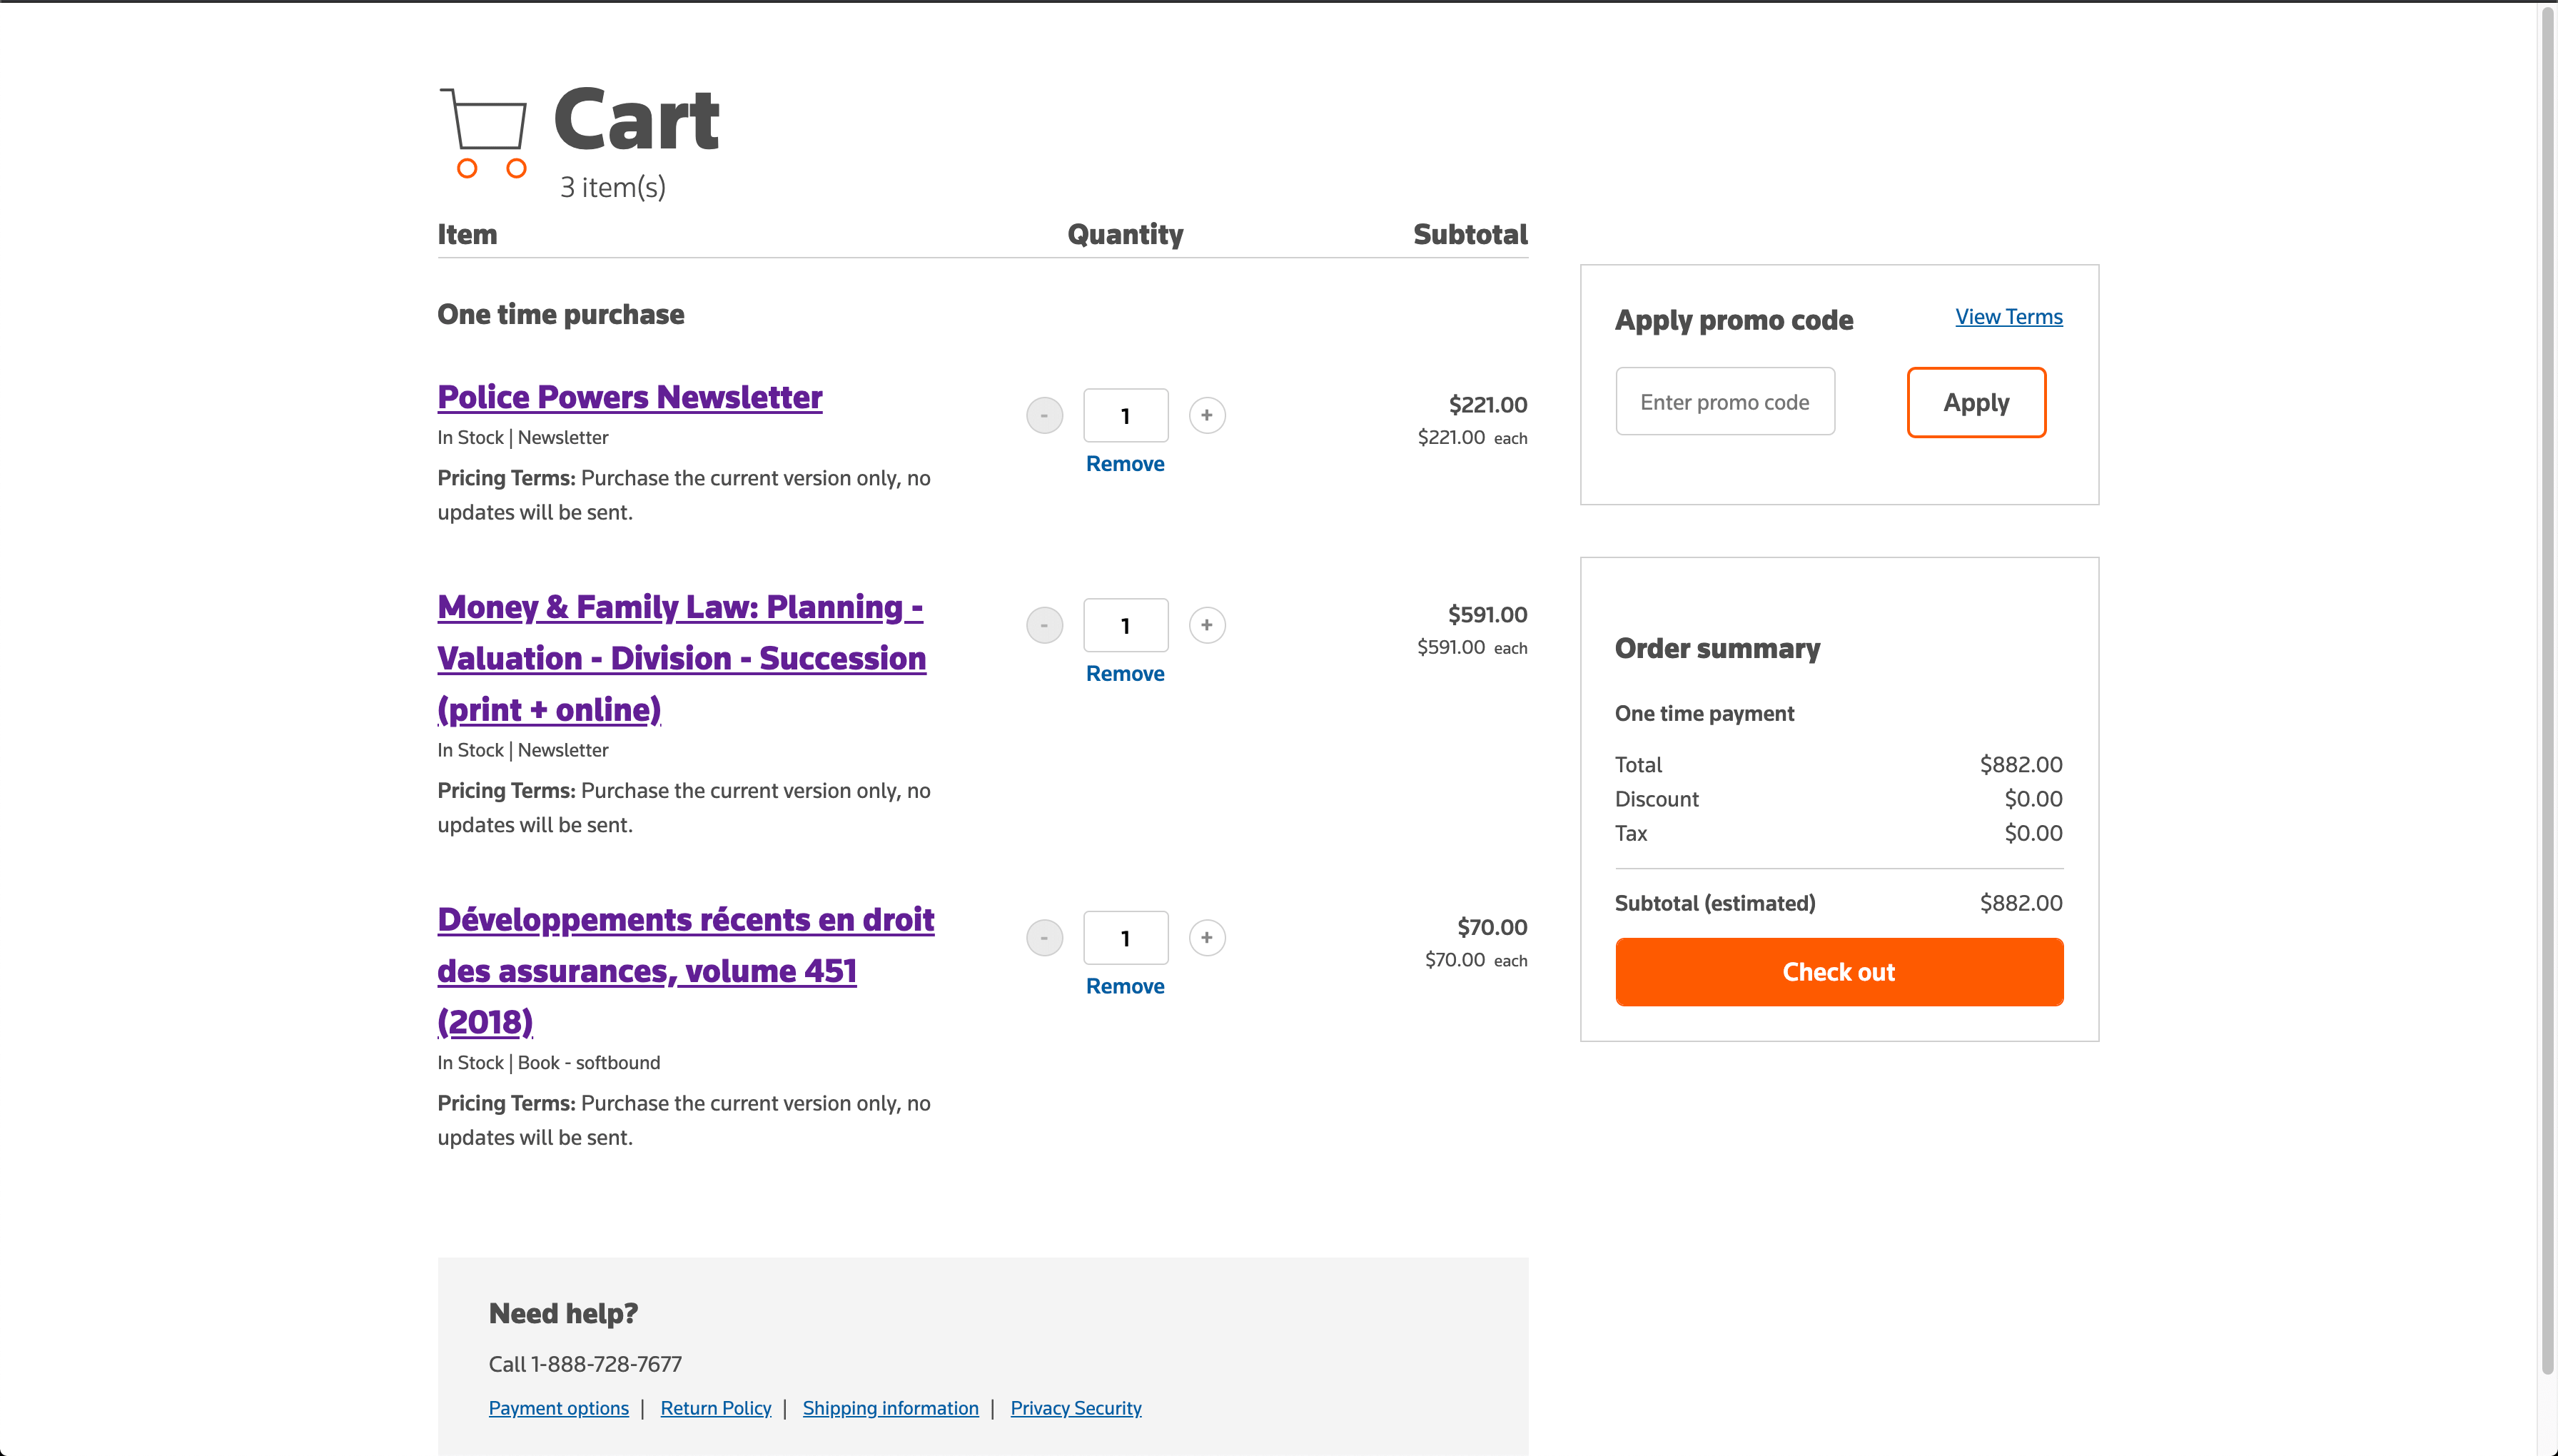 Cart
3 item(s)
Item Quantity Subtotal
One time purchase
Police Powers Newsletter
In Stock | Newsletter
Pricing Terms: Purchase the current version only, no
updates will be sent.
- 1 +
Remove
$221.00
$221.00 each
Money & Family Law: Planning -
Valuation - Division - Succession
(print + online)
In Stock | Newsletter
Pricing Terms: Purchase the current version only, no
updates will be sent.
- 1 +
Remove
$591.00
$591.00 each
Développements récents en droit
des assurances, volume 451
(2018)
In Stock | Book - softbound
Pricing Terms: Purchase the current version only, no
updates will be sent.
- 1 +
Remove
$70.00
$70.00 each
Apply promo code View Terms
Enter promo code Apply
Order summary
One time payment
Total $882.00
Discount $0.00
Tax $0.00
Subtotal (estimated) $882.00
Check out
Need help?
Call 1-888-728-7677
Payment options | Return Policy | Shipping information | Privacy Security